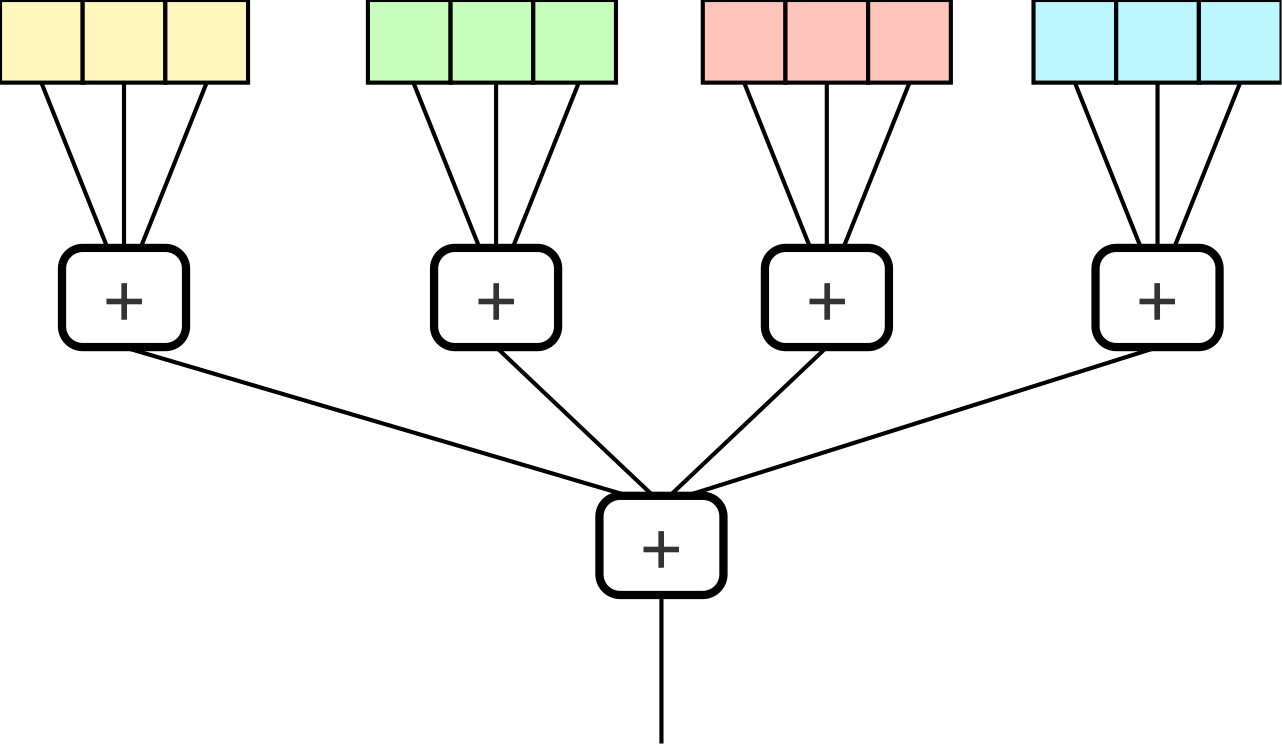 + + + +
+